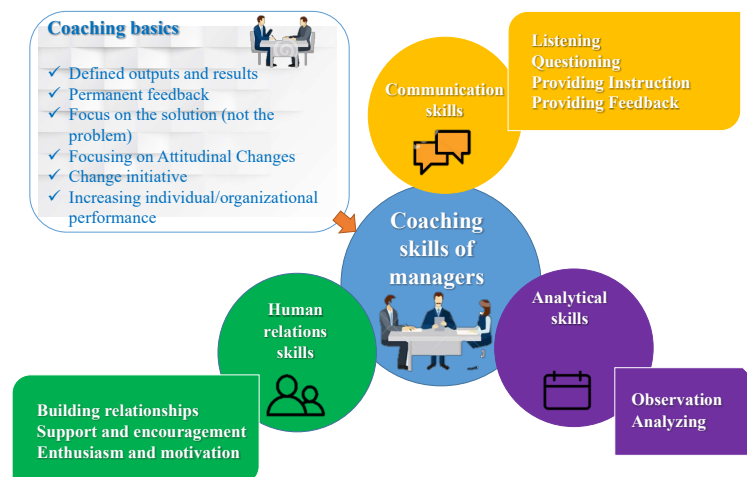 Coaching basics
✓ Defined outputs and results
✓ Permanent feedback
✓ Focus on the solution (not the
problem)
✓ Focusing on Attitudinal Changes
✓ Change initiative
✓ Increasing individual/organizational
performance
Communication
skills
Listening
Questioning
Providing Instruction
Providing Feedback
Coaching
skills of
managers
Human
relations
skills
Building relationships
Support and encouragement
Enthusiasm and motivation
Analytical
skills
Observation
Analyzing